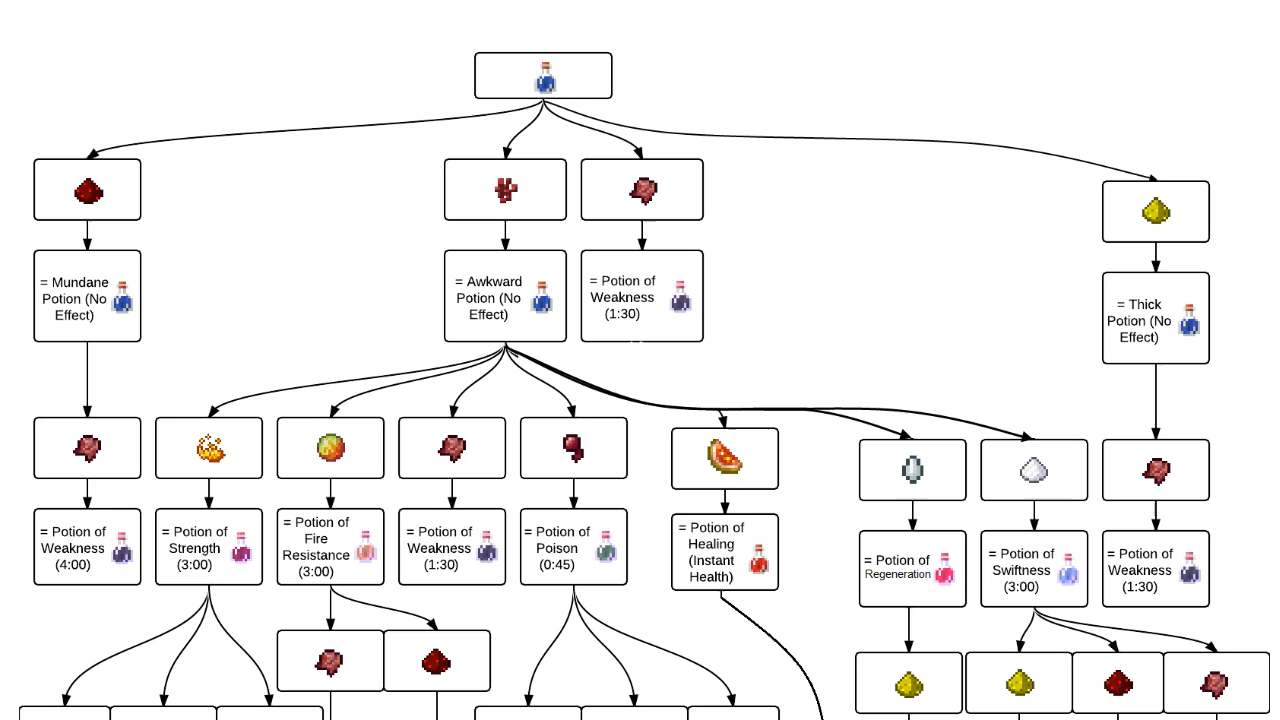 = Mundane
Potion (No
Effect)
= Awkward
Potion (No
Effect)
= Potion of
Weakness
(1:30)
= Thick
Potion (No
Effect)
= Potion of
Weakness
(4:00)
= Potion of
Strength
(3:00)
= Potion of
Fire
Resistance
(3:00)
= Potion of
Weakness
(1:30)
= Potion of
Poison
(0:45)
= Potion of
Healing
(Instant
Health)
= Potion of
Regeneration
= Potion of
Swiftness
(3:00)
= Potion of
Weakness
(1:30)